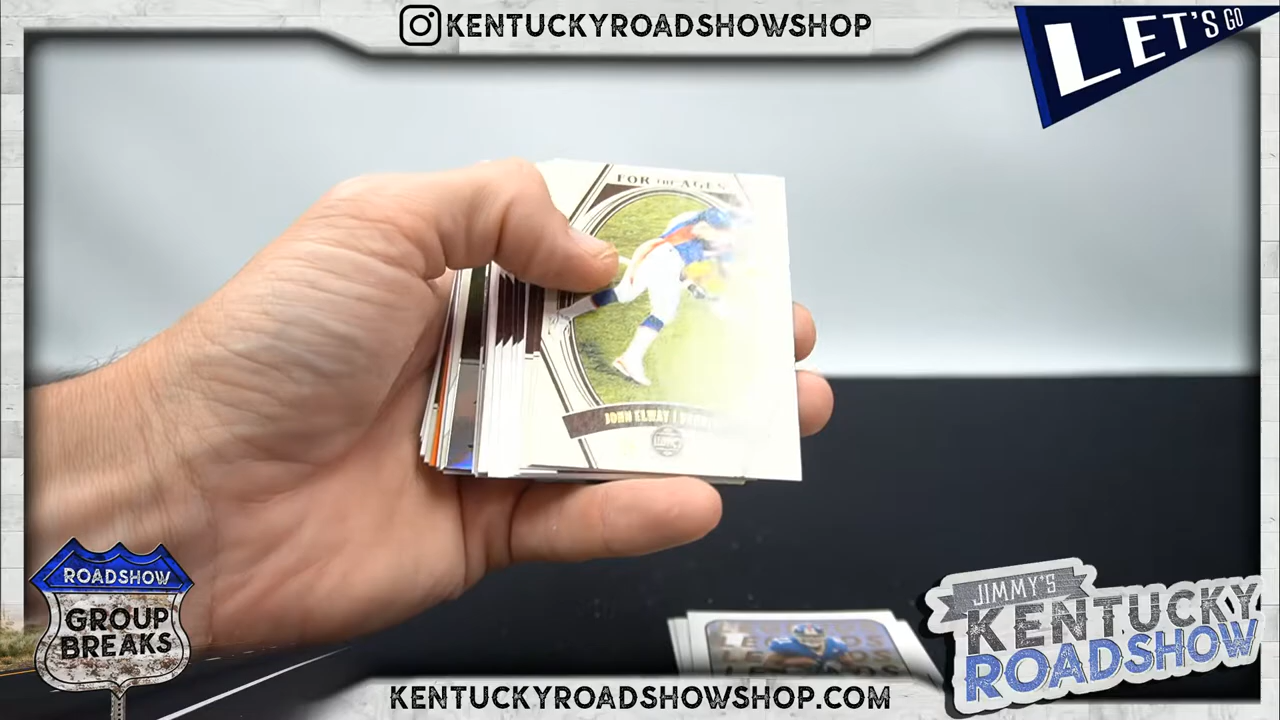 KENTUCKYROADSHOWSHOP
LET'S GO
FOR THE AGES
JOHN ELWAY |
ROADSHOW
GROUP
BREAKS
JIMMY'S
KENTUCKY
ROADSHOW
KENTUCKYROADSHOWSHOP.COM